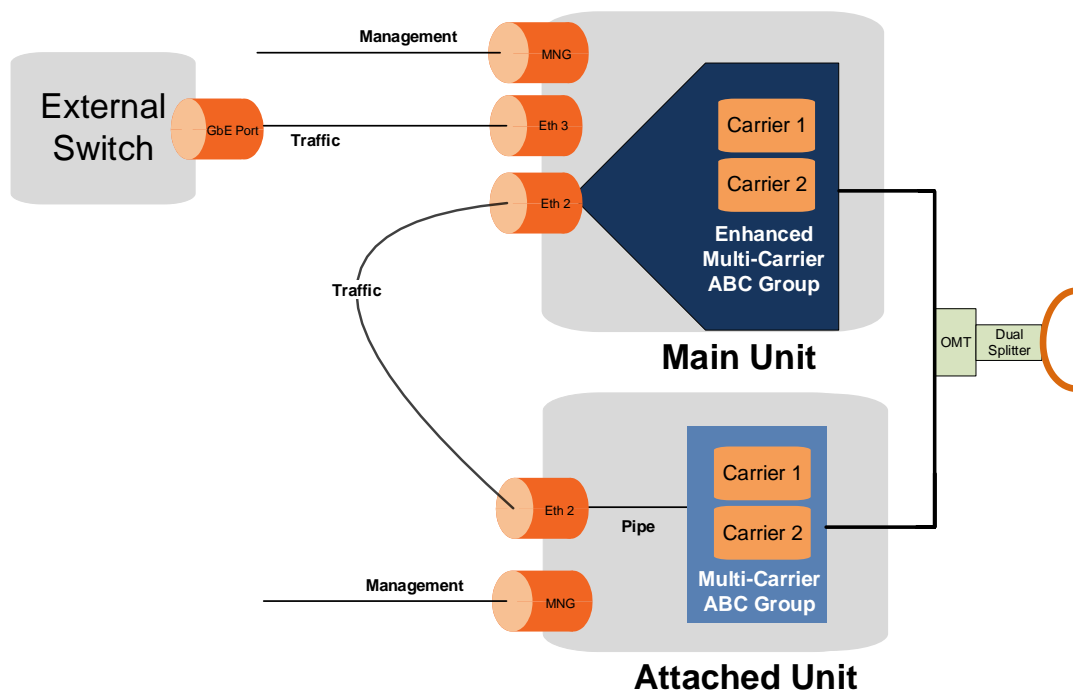 Management
MNG
External
Switch
GbE Port
Traffic
Eth 3
Eth 2
Carrier 1
Carrier 2
Enhanced
Multi-Carrier
ABC Group
Traffic
Main Unit
OMT
Dual
Splitter
Eth 2
Pipe
Carrier 1
Carrier 2
Multi-Carrier
ABC Group
Management
MNG
Attached Unit